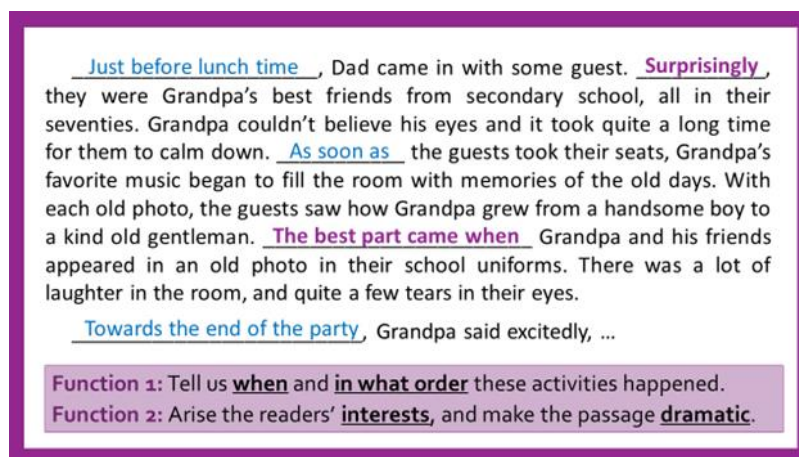 Just before lunch time, Dad came in with some guest. Surprisingly,
they were Grandpa's best friends from secondary school, all in their
seventies. Grandpa couldn't believe his eyes and it took quite a long time
for them to calm down. As soon as the guests took their seats, Grandpa's
favorite music began to fill the room with memories of the old days. With
each old photo, the guests saw how Grandpa grew from a handsome boy to
a kind old gentleman. The best part came when Grandpa and his friends
appeared in an old photo in their school uniforms. There was a lot of
laughter in the room, and quite a few tears in their eyes.
Towards the end of the party, Grandpa said excitedly, ...
Function 1: Tell us when and in what order these activities happened.
Function 2: Arise the readers' interests, and make the passage dramatic.